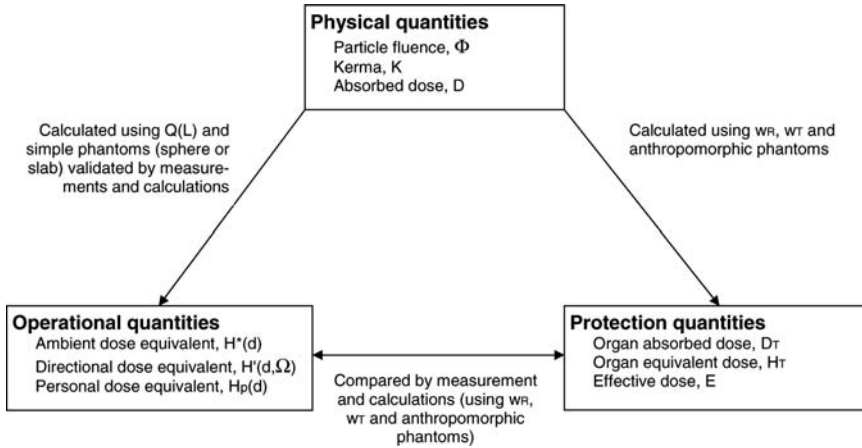 Physical quantities
Particle fluence, Φ
Kerma, K
Absorbed dose, D
Calculated using Q(L) and
simple phantoms (sphere or
slab) validated by measure-
ments and calculations
Calculated using wR, wT and
anthropomorphic phantoms
Operational quantities
Ambient dose equivalent, H*(d)
Directional dose equivalent, H'(d,Ω)
Personal dose equivalent, Hp(d)
Compared by measurement
and calculations (using wR,
wT and anthropomorphic
phantoms)
Protection quantities
Organ absorbed dose, DT
Organ equivalent dose, HT
Effective dose, E